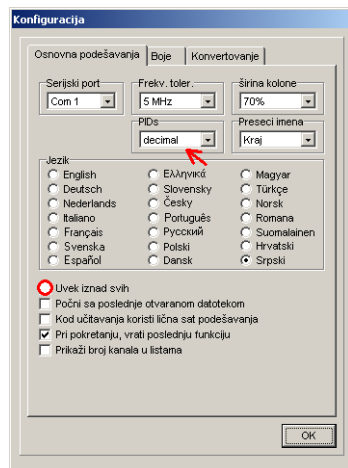 Konfiguracija
Osnovna podešavanja Boje Konvertovanje
Serijski port Frekv. toler. širina kolone
Com 1 5 MHz 70%
PIDs Preseci imena
decimal Kraj
Jezik
English Ελληνικά Magyar
Deutsch Slovensky Türkçe
Nederlands Česky Norsk
Italiano Português Romana
Français Русский Suomalainen
Svenska Polski Hrvatski
Español Dansk Srpski
Uvek iznad svih
Počni sa poslednje otvaranom datotekom
Kod učitavanja koristi lična sat podešavanja
Pri pokretanju, vrati poslednju funkciju
Prikaži broj kanala u listama
OK